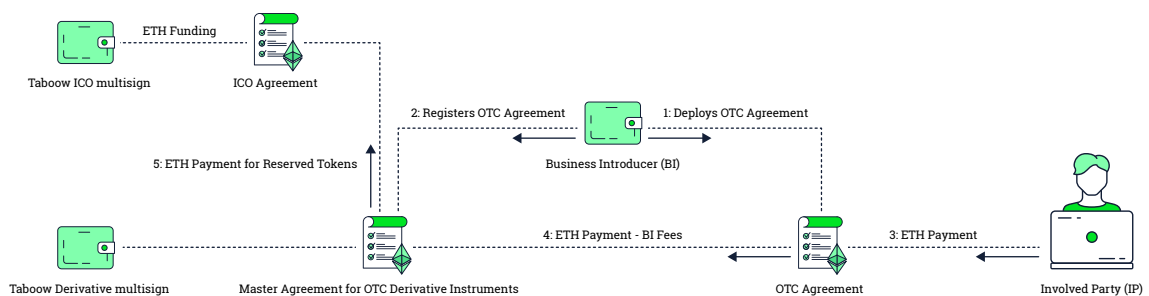 ETH Funding
Taboow ICO multisign
ICO Agreement
2: Registers OTC Agreement
1: Deploys OTC Agreement
Business Introducer (BI)
5: ETH Payment for Reserved Tokens
4: ETH Payment - BI Fees
3: ETH Payment
Taboow Derivative multisign
Master Agreement for OTC Derivative Instruments
OTC Agreement
Involved Party (IP)